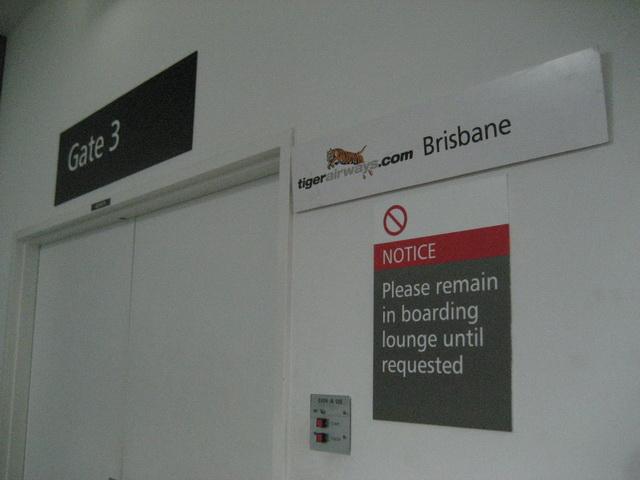 Gate 3
tigerairways.com Brisbane
NOTICE
Please remain
in boarding
lounge until
requested